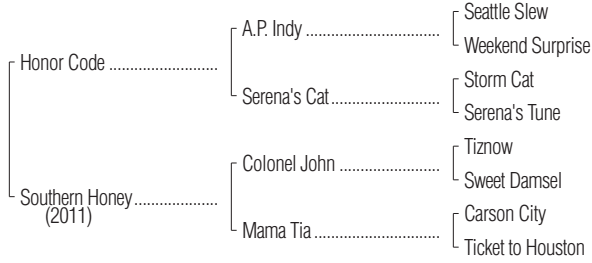 Seattle Slew
A.P. Indy
Weekend Surprise
Honor Code
Storm Cat
Serena's Cat
Serena's Tune
Tiznow
Colonel John
Sweet Damsel
Southern Honey
(2011)
Carson City
Mama Tia
Ticket to Houston